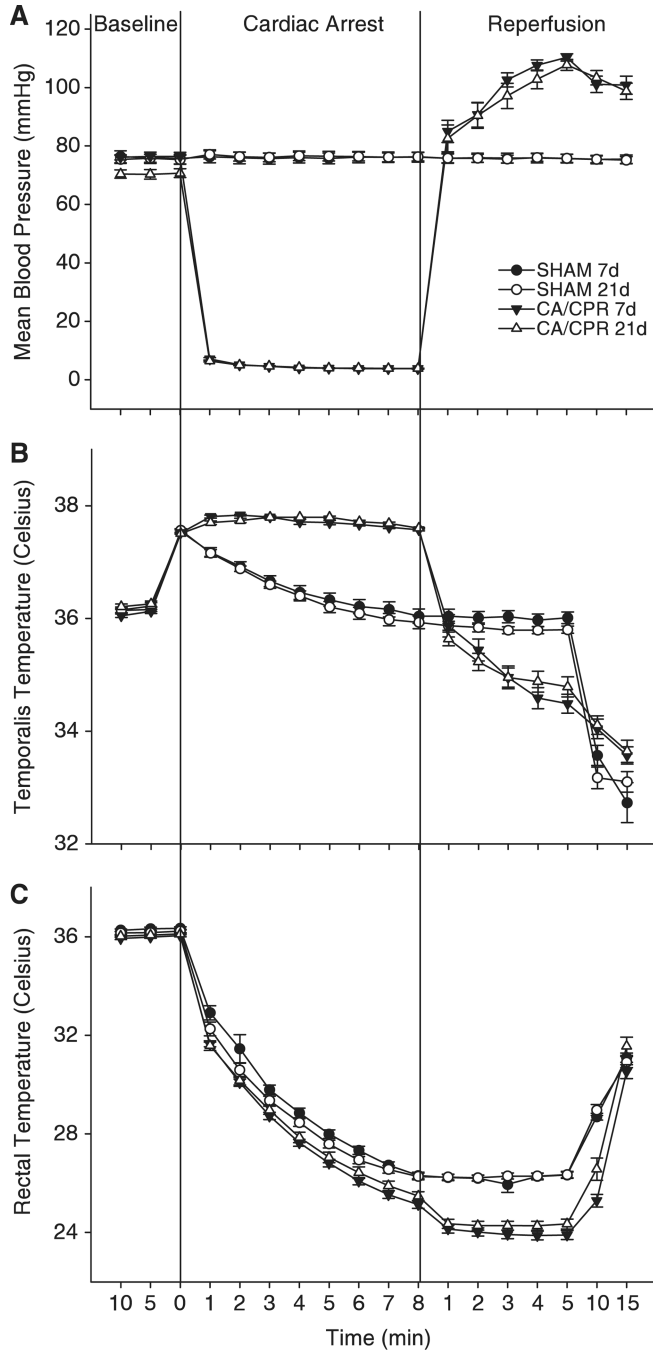 A
Baseline
Cardiac Arrest
Reperfusion
Mean Blood Pressure (mmHg)
120
100
80
60
40
20
0
SHAM 7d
SHAM 21d
CA/CPR 7d
CA/CPR 21d
B
Temporalis Temperature (Celsius)
38
36
34
32
C
Rectal Temperature (Celsius)
36
32
28
24
10 5 0 1 2 3 4 5 6 7 8 1 2 3 4 5 10 15
Time (min)